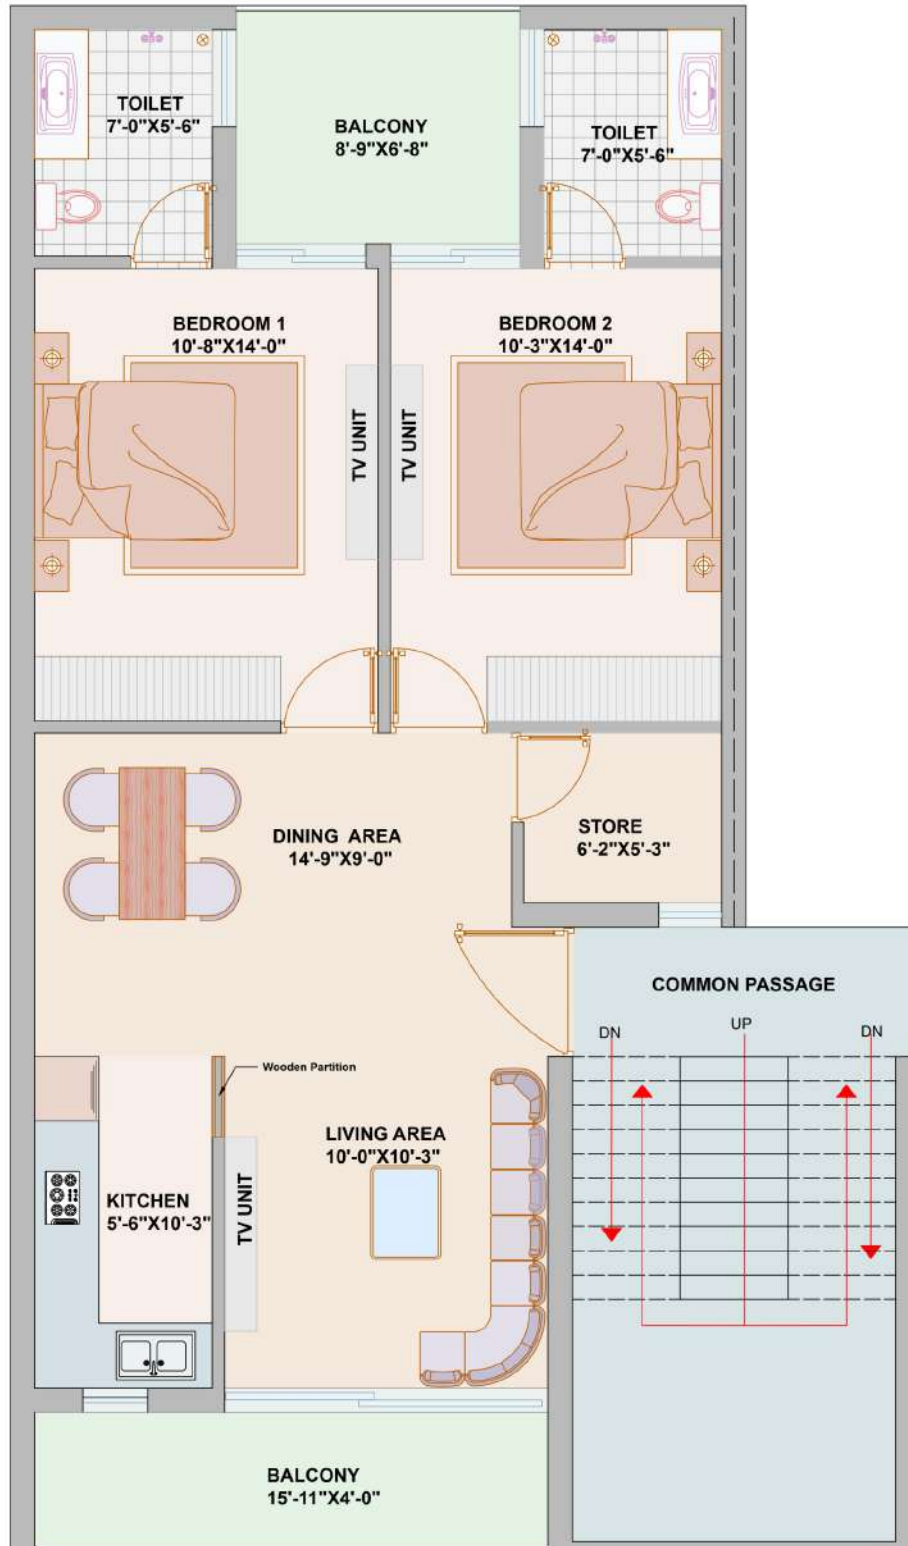 TOILET
7'-0"X5'-6"
BALCONY
8'-9"X6'-8"
TOILET
7'-0"X5'-6"
BEDROOM 1
10'-8"X14'-0"
BEDROOM 2
10'-3"X14'-0"
TV UNIT
TV UNIT
DINING AREA
14'-9"X9'-0"
STORE
6'-2"X5'-3"
COMMON PASSAGE
DN
UP
DN
Wooden Partition
LIVING AREA
10'-0"X10'-3"
KITCHEN
5'-6"X10'-3"
TV UNIT
BALCONY
15'-11"X4'-0"